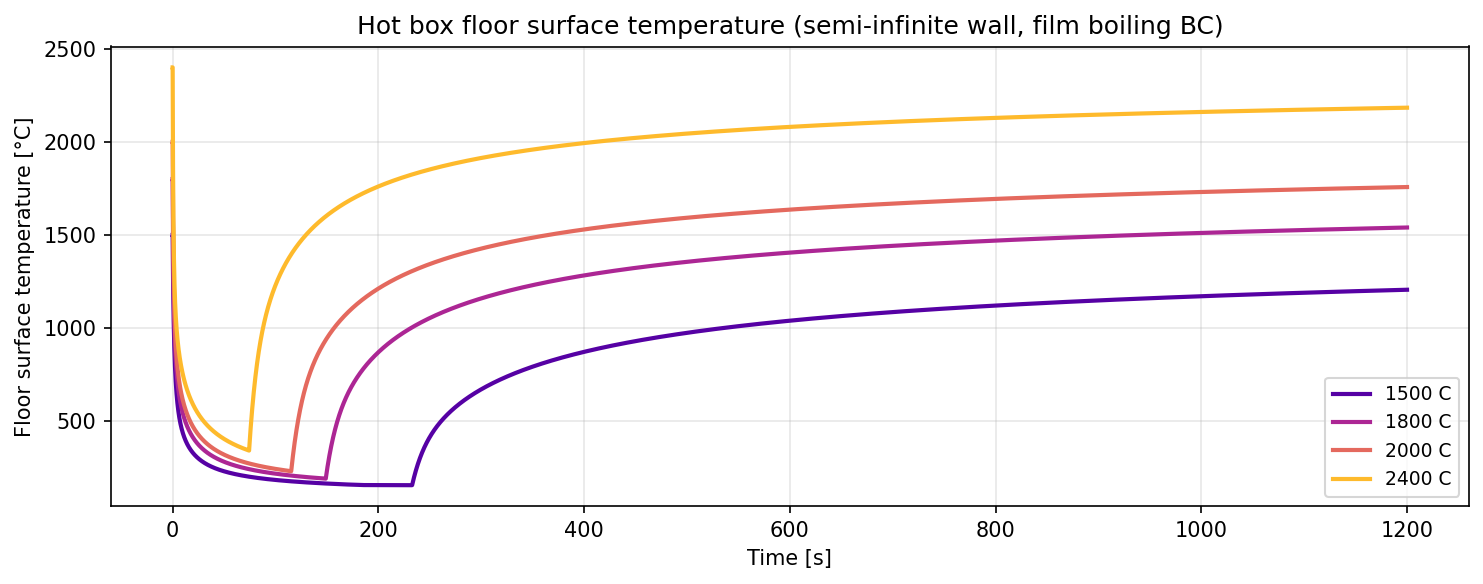 Hot box floor surface temperature (semi-infinite wall, film boiling BC)
Floor surface temperature [°C]
2500
2000
1500
1000
500
0
200
400
600
800
1000
1200
Time [s]
1500 C
1800 C
2000 C
2400 C